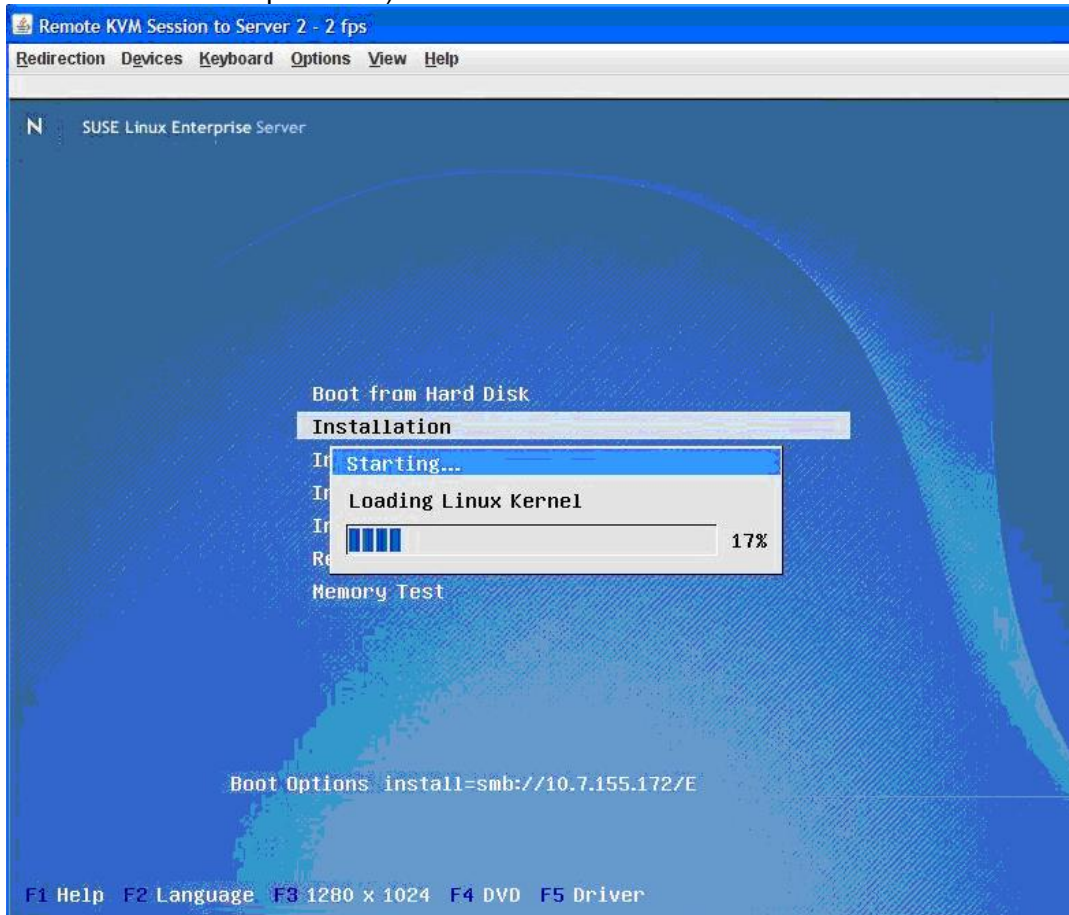 Remote KVM Session to Server 2 - 2 fps
Redirection Devices Keyboard Options View Help
N SUSE Linux Enterprise Server
Boot from Hard Disk
Installation
Starting...
Loading Linux Kernel
17%
Memory Test
Boot Options install=smb://10.7.155.172/E
F1 Help F2 Language F3 1280 x 1024 F4 DVD F5 Driver